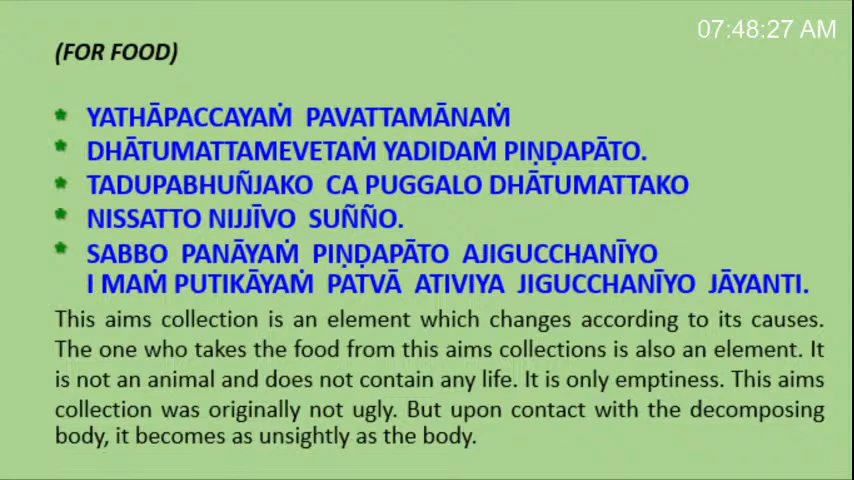 07:48:27 AM
(FOR FOOD)
* YATHĀPACCAYAṀ PAVATTAMĀNAṀ
* DHĀTUMATTAMEVETAṀ YADIDAṀ PIṆḌAPĀTO.
* TADUPABHUÑJAKO CA PUGGALO DHĀTUMATTAKO
* NISSATTO NIJJĪVO SUÑÑO.
* SABBO PANĀYAṀ PIṆḌAPĀTO AJIGUCCHANĪYO
I MAṀ PUTIKĀYAṀ PATVĀ ATIVIYA JIGUCCHANĪYO JĀYANTI.
This aims collection is an element which changes according to its causes.
The one who takes the food from this aims collections is also an element. It
is not an animal and does not contain any life. It is only emptiness. This aims
collection was originally not ugly. But upon contact with the decomposing
body, it becomes as unsightly as the body.